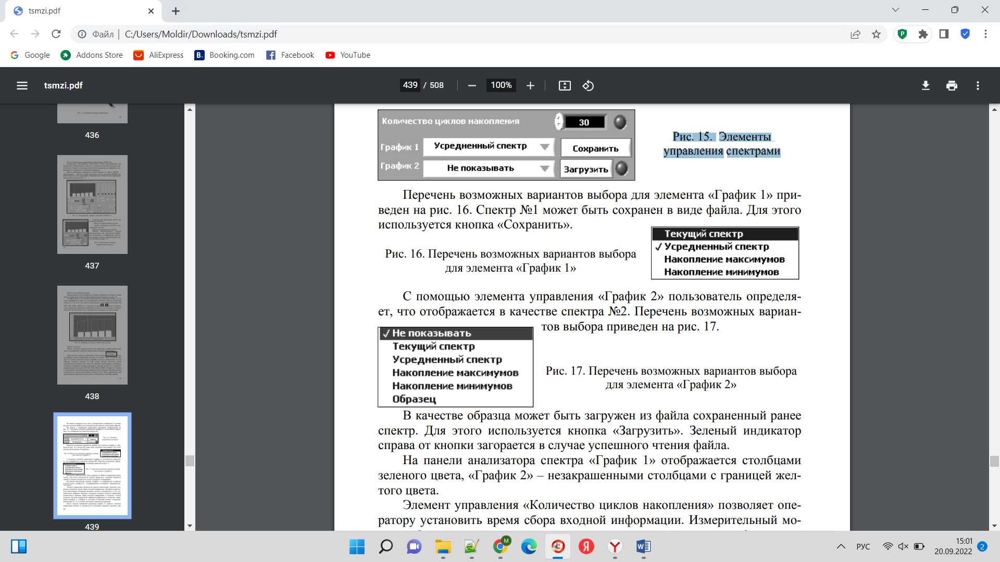 tsmzi.pdf
Файл
C:/Users/Moldir/Downloads/tsmzi.pdf
Google
Addons Store
AliExpress
Booking.com
Facebook
YouTube
tsmzi.pdf
439 / 508
100%
436
437
438
439
Количество циклов накопления
30
График 1
Усредненный спектр
Сохранить
График 2
Не показывать
Загрузить
Рис. 15. Элементы
управления спектрами
Перечень возможных вариантов выбора для элемента «График 1» при-
веден на рис. 16. Спектр №1 может быть сохранен в виде файла. Для этого
используется кнопка «Сохранить».
Текущий спектр
✓ Усредненный спектр
Накопление максимумов
Накопление минимумов
Рис. 16. Перечень возможных вариантов выбора
для элемента «График 1»
С помощью элемента управления «График 2» пользователь определя-
ет, что отображается в качестве спектра №2. Перечень возможных вариан-
тов выбора приведен на рис. 17.
✓ Не показывать
Текущий спектр
Усредненный спектр
Накопление максимумов
Накопление минимумов
Образец
Рис. 17. Перечень возможных вариантов выбора
для элемента «График 2»
В качестве образца может быть загружен из файла сохраненный ранее
спектр. Для этого используется кнопка «Загрузить». Зеленый индикатор
справа от кнопки загорается в случае успешного чтения файла.
На панели анализатора спектра «График 1» отображается столбцами
зеленого цвета, «График 2» – незакрашенными столбцами с границей жел-
того цвета.
Элемент управления «Количество циклов накопления» позволяет опе-
ратору установить время сбора входной информации. Измерительный мо-
РУС
15:01
20.09.2022
2